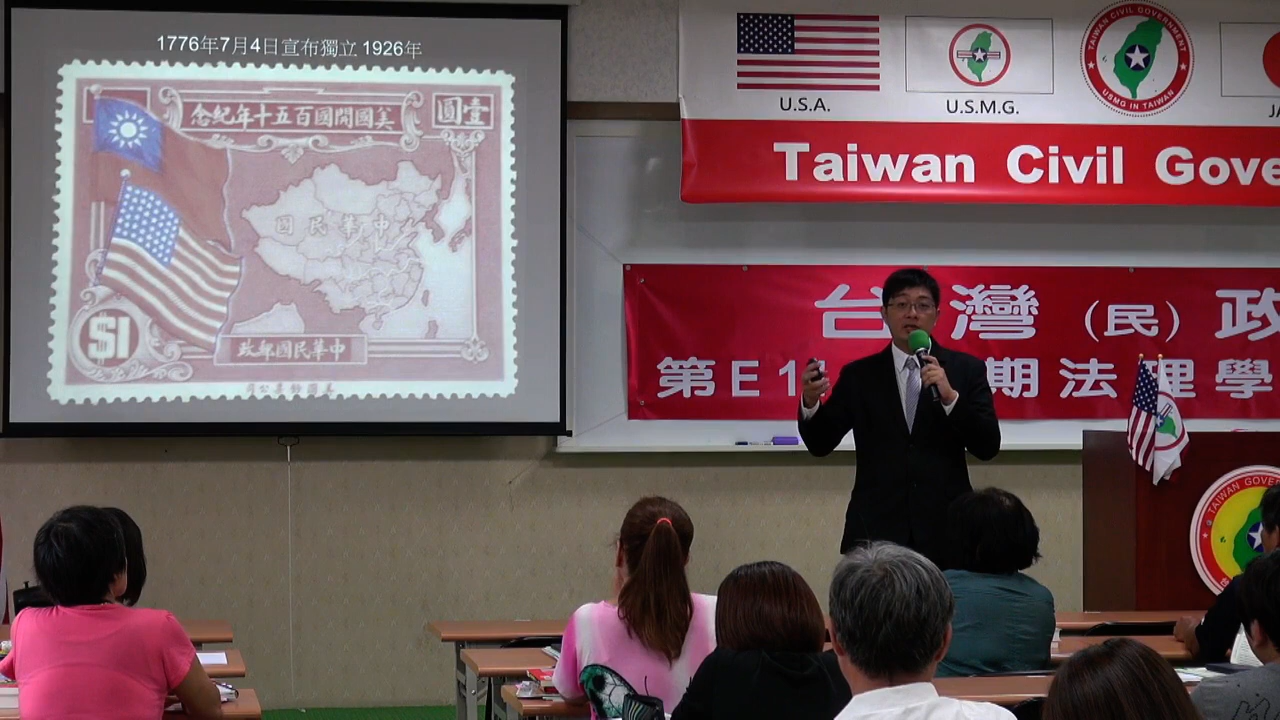 1776年7月4日宣布獨立 1926年
念紀年十五百國開國美
圓壹
國民華中
$1
政郵國民華中
U.S.A.
U.S.M.G.
TAIWAN CIVIL GOVERNMENT
USMG IN TAIWAN
Taiwan Civil Gove
台灣（民）政
第E1
期法理學